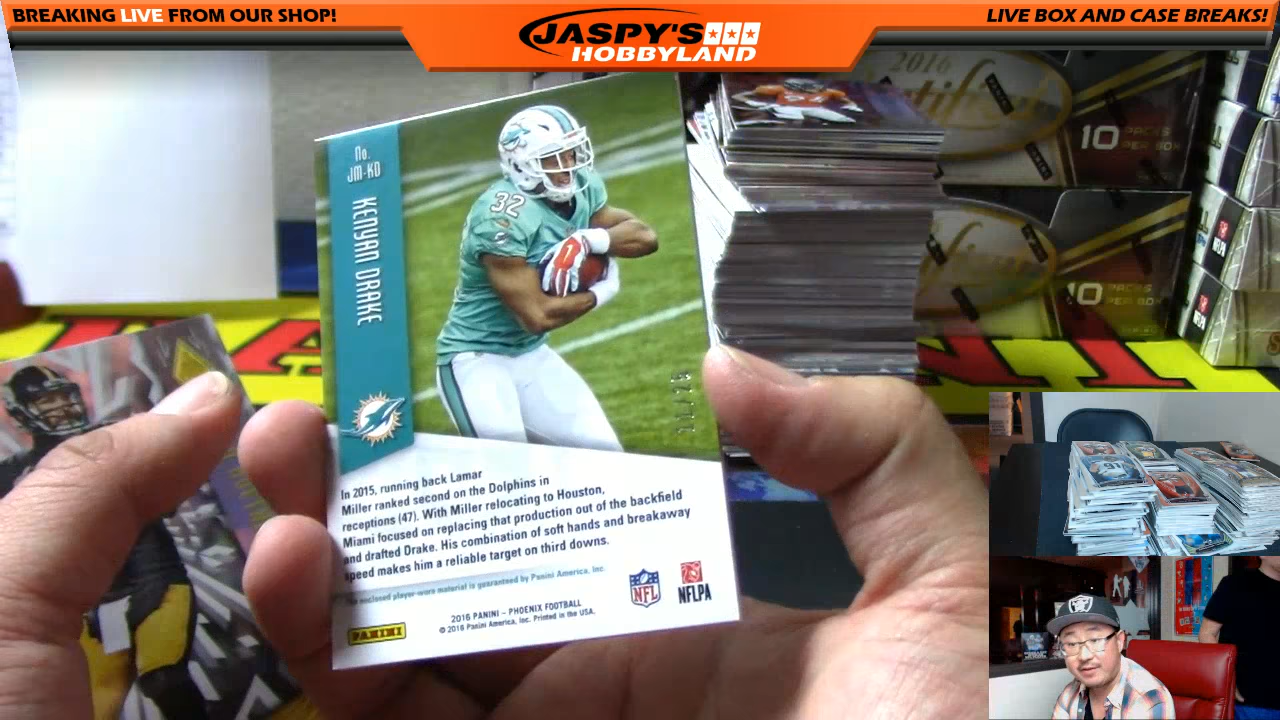 BREAKING LIVE FROM OUR SHOP!
JASPY'S
HOBBYLAND
LIVE BOX AND CASE BREAKS!
2016
10 PACKS
PER BOX
10 PACKS
PER BOX
No.
JM-KD
KENYAN DRAKE
32
In 2015, running back Lamar
Miller ranked second on the Dolphins in
receptions (47). With Miller relocating to Houston,
Miami focused on replacing that production out of the backfield
and drafted Drake. His combination of soft hands and breakaway
speed makes him a reliable target on third downs.
The enclosed player-worn material is guaranteed by Panini America, Inc.
2016 PANINI – PHOENIX FOOTBALL
© 2016 Panini America, Inc. Printed in the USA.
PANINI
NFL
NFLPA